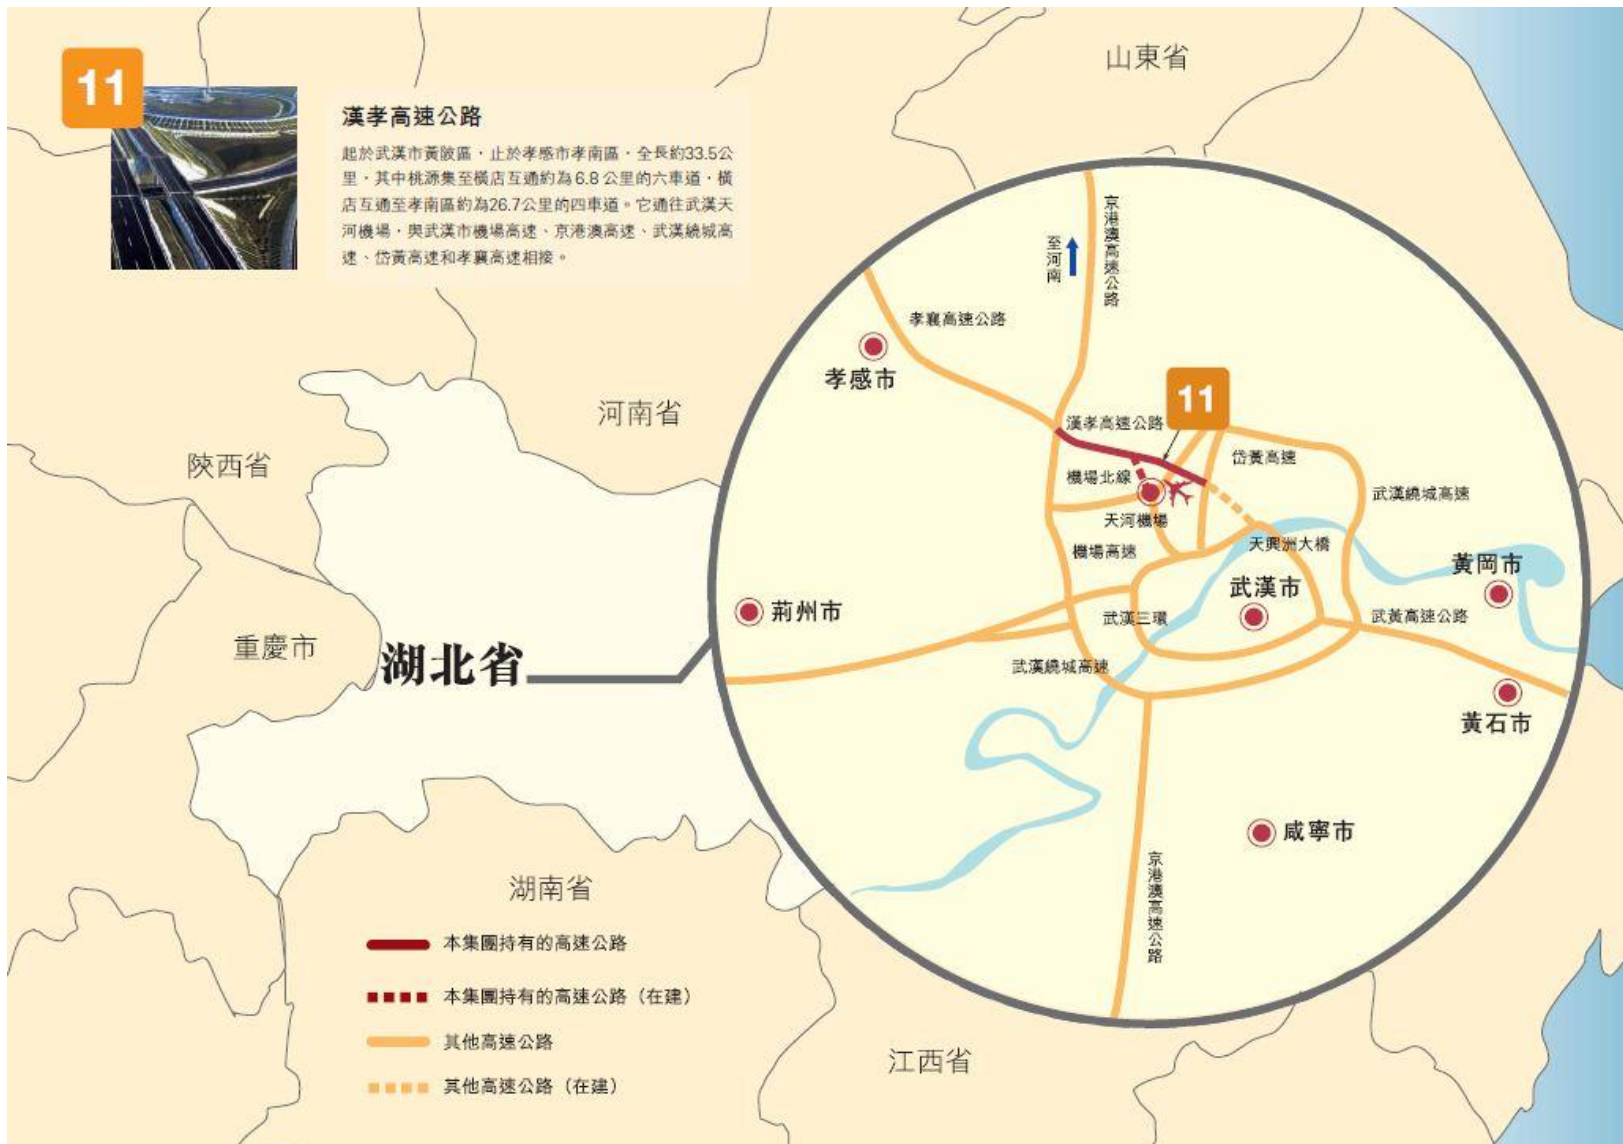 11
漢孝高速公路
起於武漢市黃陂區，止於孝感市孝南區，全長約33.5公
里，其中桃源集至橫店互通約為6.8公里的六車道，橫
店互通至孝南區約為26.7公里的四車道。它通往武漢天
河機場，與武漢市機場高速、京港澳高速、武漢繞城高
速、岱黃高速和孝襄高速相接。
山東省
河南省
陝西省
重慶市
湖北省
湖南省
江西省
京港澳高速公路
至河南
孝襄高速公路
孝感市
11
漢孝高速公路
岱黃高速
機場北線
武漢繞城高速
天河機場
機場高速
天興洲大橋
黃岡市
武漢市
荊州市
武漢三環
武黃高速公路
武漢繞城高速
黃石市
咸寧市
京港澳高速公路
本集團持有的高速公路
本集團持有的高速公路（在建）
其他高速公路
其他高速公路（在建）